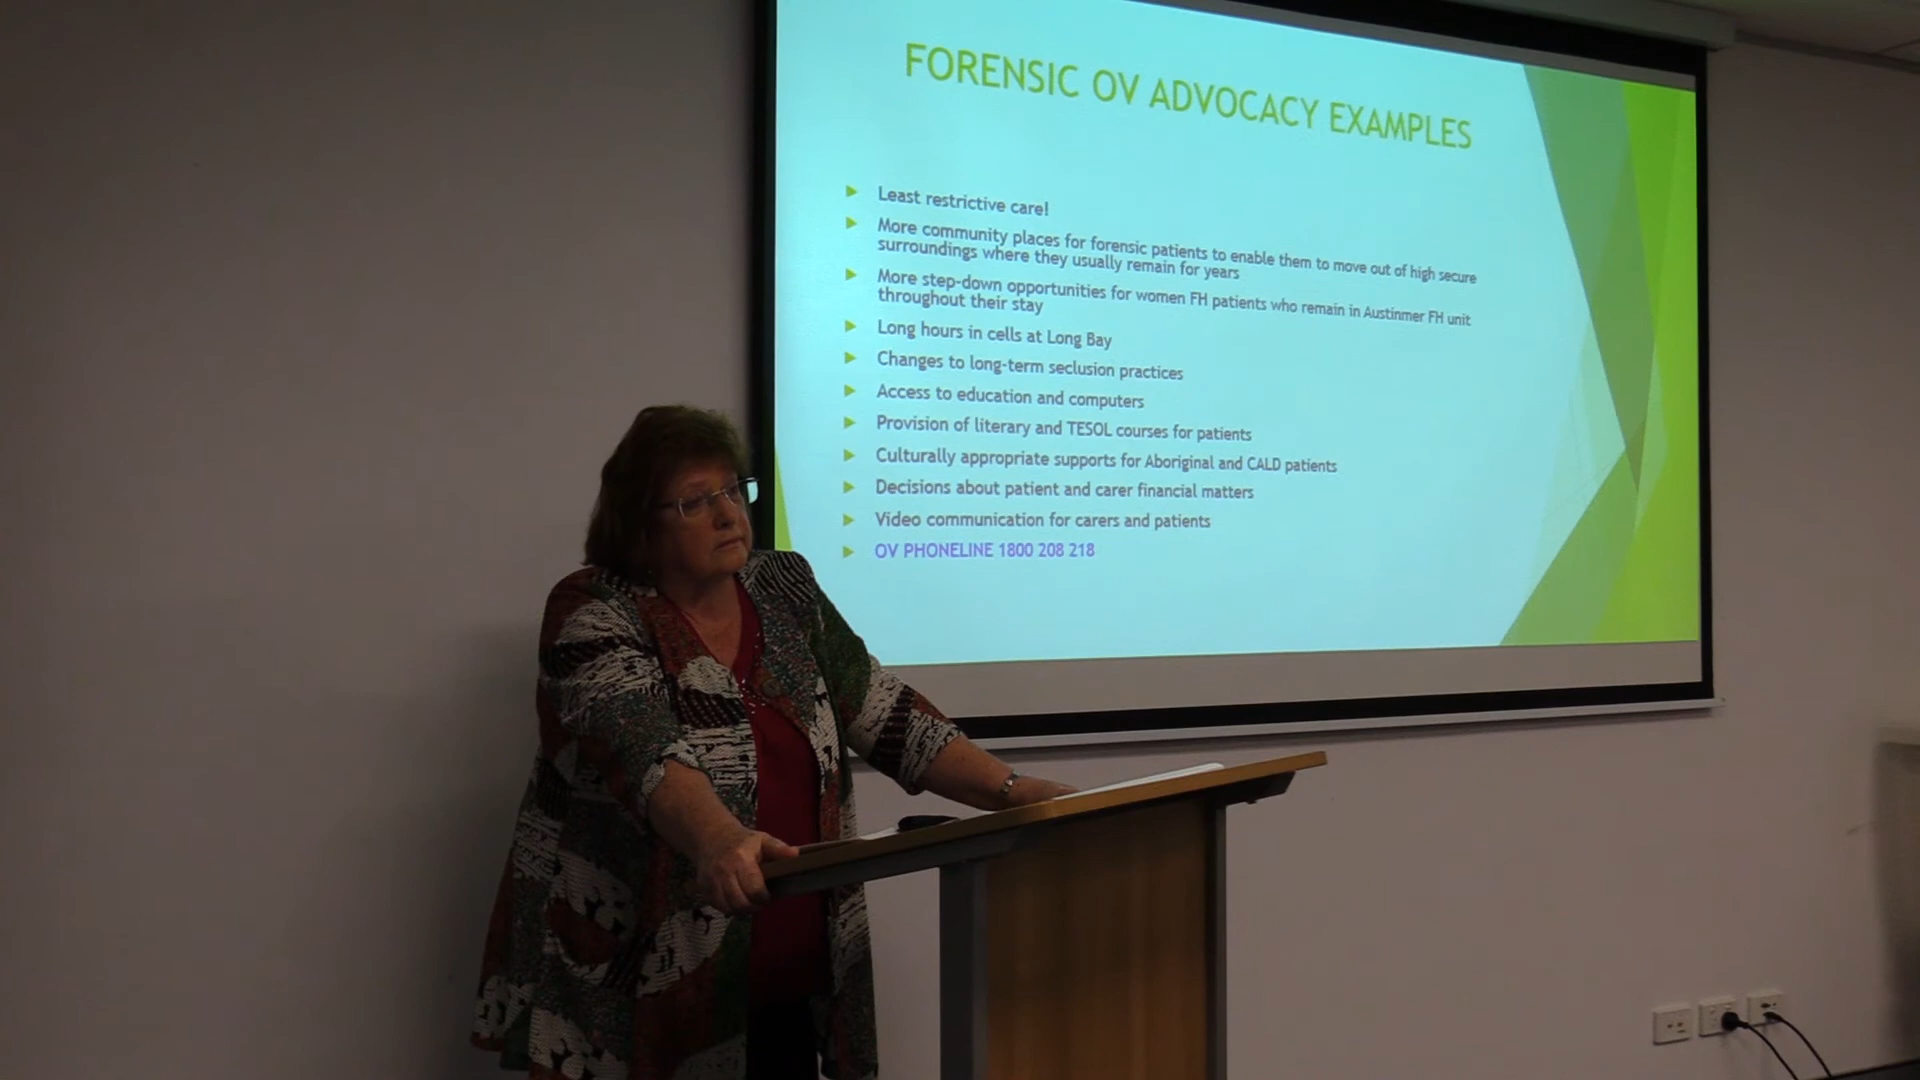 FORENSIC OV ADVOCACY EXAMPLES
Least restrictive care!
More community places for forensic patients to enable them to move out of high secure
surroundings where they usually remain for years
More step-down opportunities for women FH patients who remain in Austinmer FH unit
throughout their stay
Long hours in cells at Long Bay
Changes to long-term seclusion practices
Access to education and computers
Provision of literary and TESOL courses for patients
Culturally appropriate supports for Aboriginal and CALD patients
Decisions about patient and carer financial matters
Video communication for carers and patients
OV PHONELINE 1800 208 218